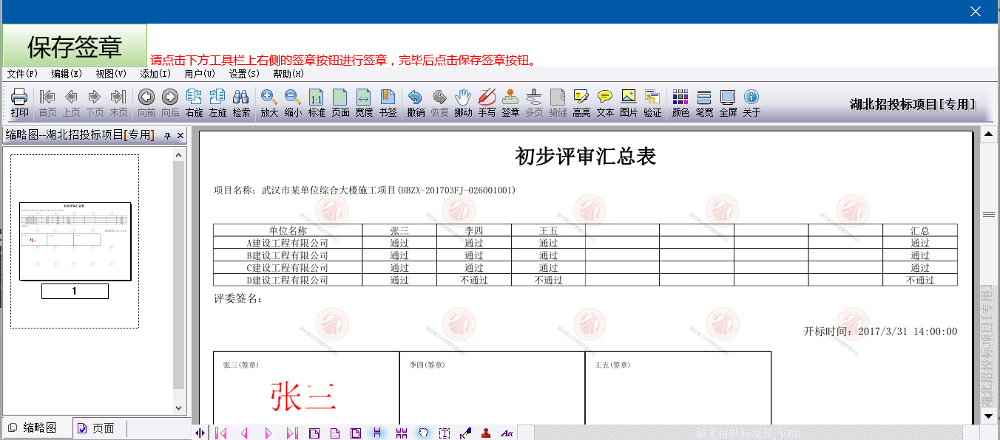 保存签章
请点击下方工具栏上右侧的签章按钮进行签章，完毕后点击保存签章按钮。
文件(F) 编辑(E) 视图(V) 添加(I) 用户(U) 设置(S) 帮助(H)
打印 首页 上页 下页 末页 向前 向后 右旋 左旋 检索 放大 缩小 标准 页面 宽度 书签 撤销 恢复 挪动 手写 签章 多页 骑缝 高亮 文本 图片 验证 颜色 笔宽 全屏 关于
湖北招投标项目[专用]
缩略图--湖北招投标项目[专用]
1
缩略图 页面
初步评审汇总表
项目名称：武汉市某单位综合大楼施工项目(HBZX-201703FJ-026001001)
单位名称 张三 李四 王五 汇总
A建设工程有限公司 通过 通过 通过 通过
B建设工程有限公司 通过 通过 通过 通过
C建设工程有限公司 通过 通过 通过 通过
D建设工程有限公司 通过 不通过 不通过 不通过
评委签名：
开标时间：2017/3/31 14:00:00
张三(签章) 李四(签章) 王五(签章)
张三
湖北招投标项目[专用]
湖北招投标项目[专用]